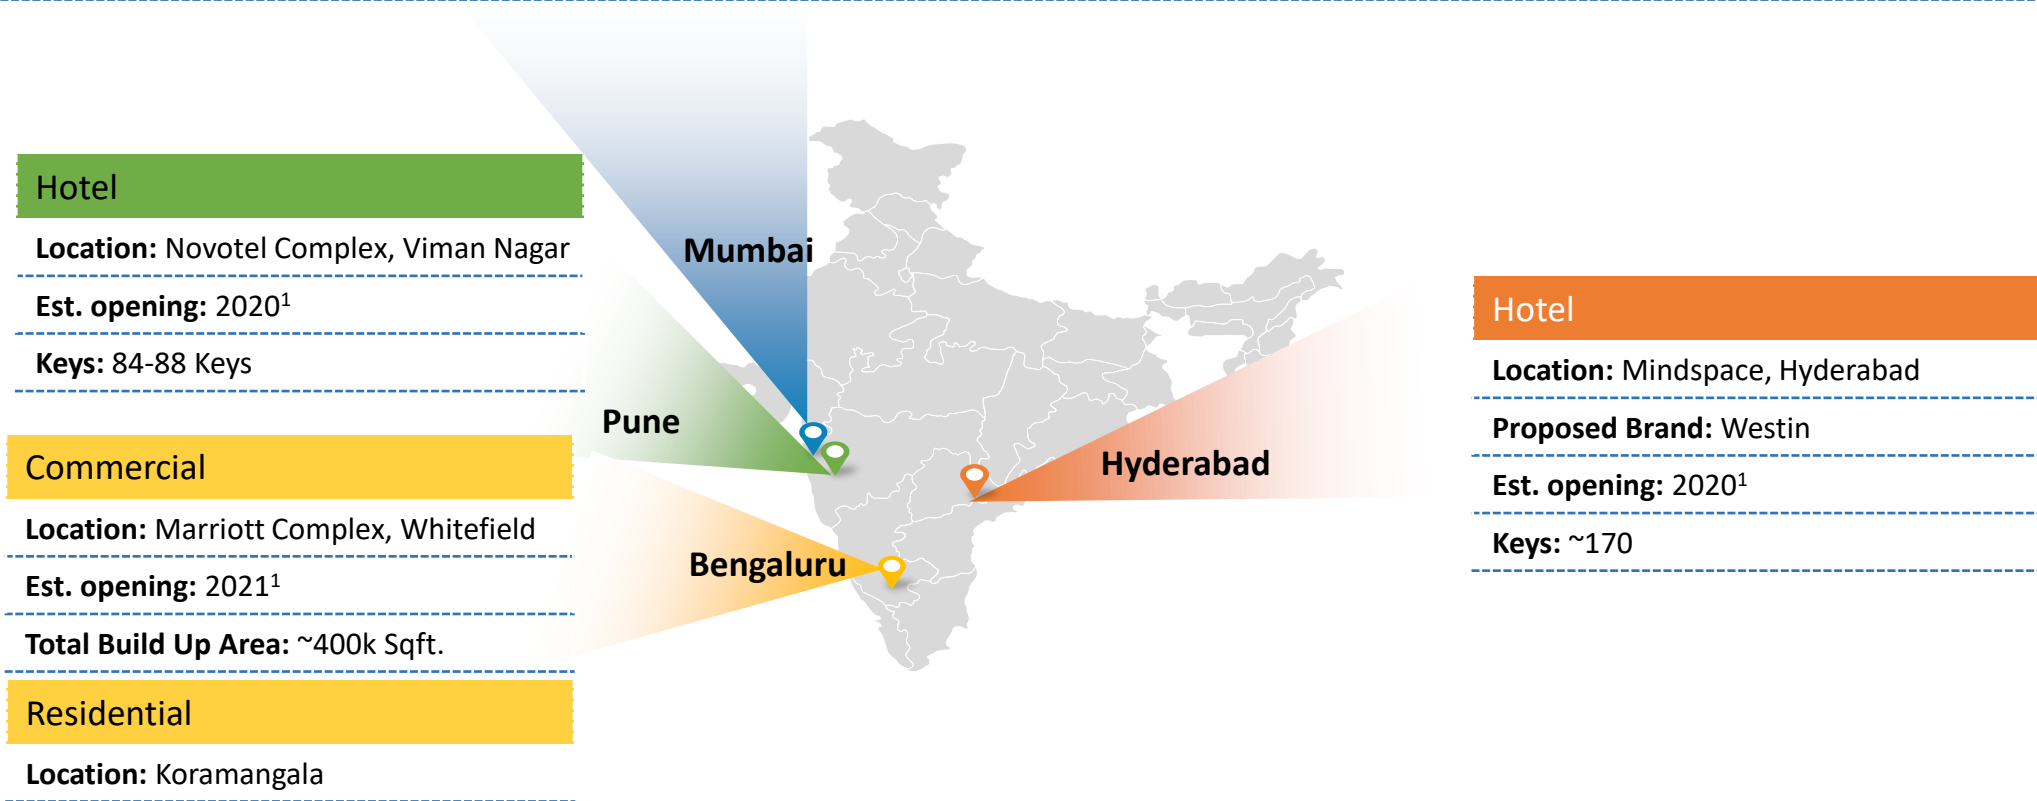 Hotel
Location: Novotel Complex, Viman Nagar
Est. opening: 2020¹
Keys: 84-88 Keys
Commercial
Location: Marriott Complex, Whitefield
Est. opening: 2021¹
Total Build Up Area: ~400k Sqft.
Residential
Location: Koramangala
Mumbai
Pune
Bengaluru
Hyderabad
Hotel
Location: Mindspace, Hyderabad
Proposed Brand: Westin
Est. opening: 2020¹
Keys: ~170